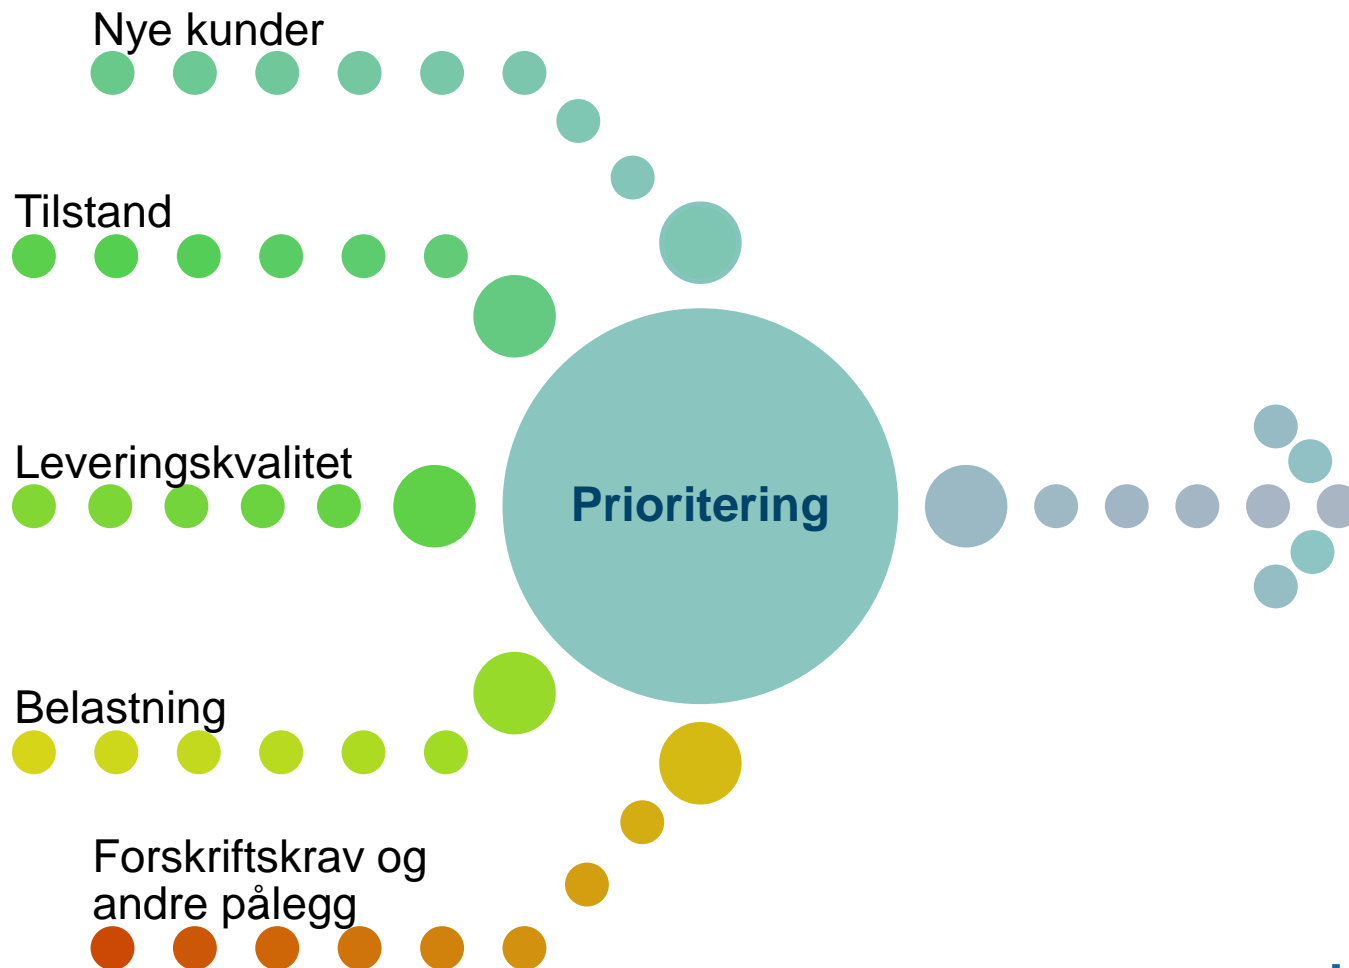 Nye kunder
Tilstand
Leveringskvalitet
Prioritering
Belastning
Forskriftskrav og
andre pålegg